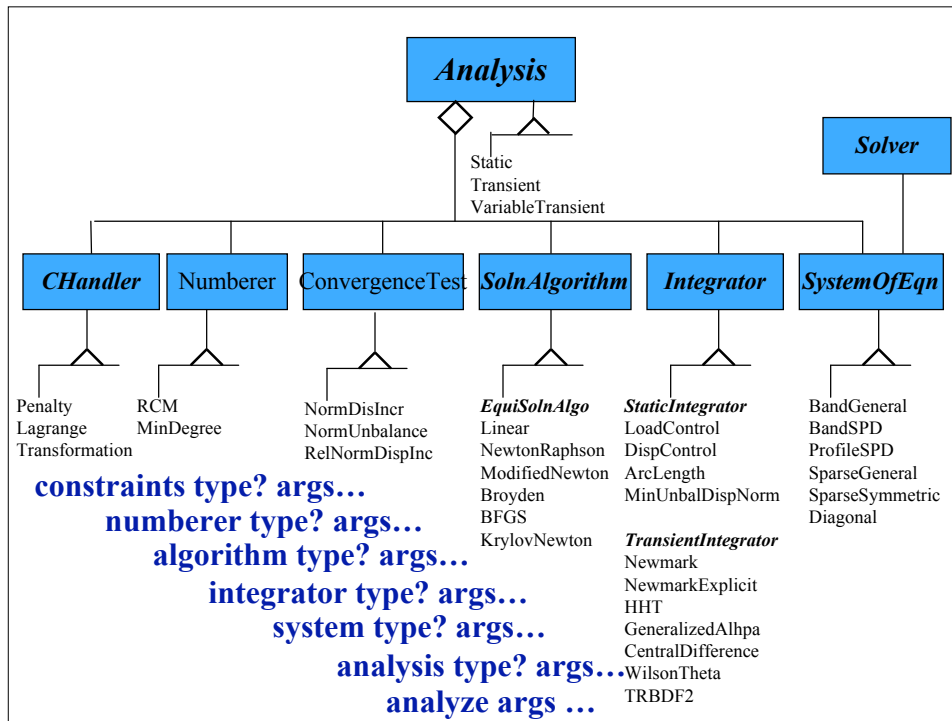 Analysis
Solver
Static
Transient
VariableTransient
CHandler
Numberer
ConvergenceTest
SolnAlgorithm
Integrator
SystemOfEqn
Penalty
Lagrange
Transformation
RCM
MinDegree
NormDisIncr
NormUnbalance
RelNormDispInc
EquiSolnAlgo
Linear
NewtonRaphson
ModifiedNewton
Broyden
BFGS
KrylovNewton
StaticIntegrator
LoadControl
DispControl
ArcLength
MinUnbalDispNorm
TransientIntegrator
Newmark
NewmarkExplicit
HHT
GeneralizedAlhpa
CentralDifference
WilsonTheta
TRBDF2
BandGeneral
BandSPD
ProfileSPD
SparseGeneral
SparseSymmetric
Diagonal
constraints type? args…
numberer type? args…
algorithm type? args…
integrator type? args…
system type? args…
analysis type? args…
analyze args …